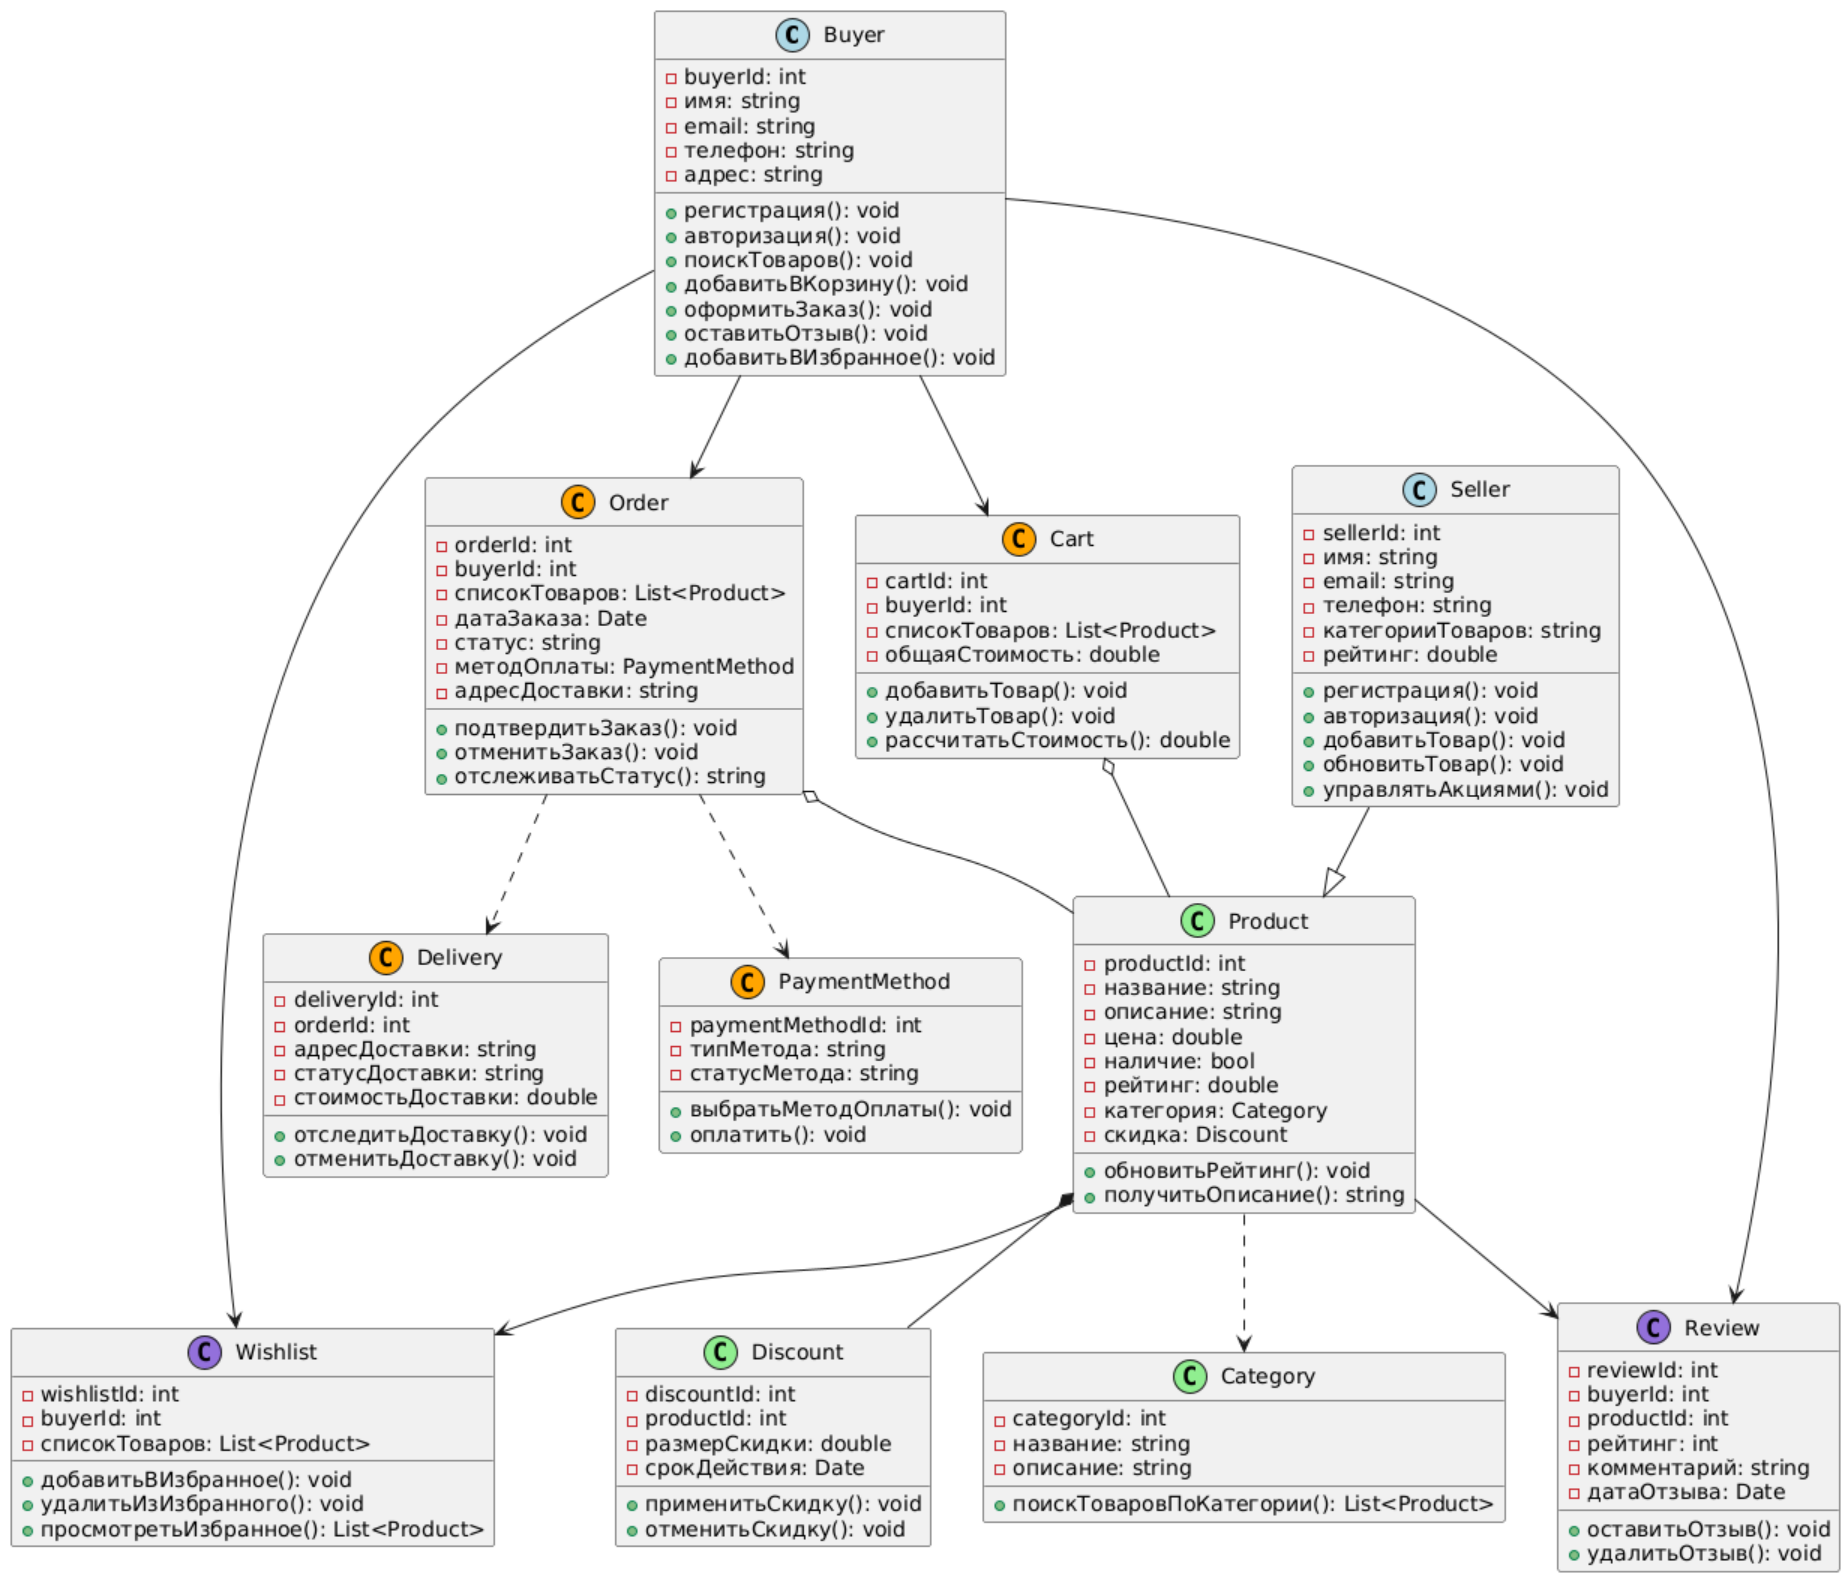 Buyer
buyerId: int
имя: string
email: string
телефон: string
адрес: string
регистрация(): void
авторизация(): void
поискТоваров(): void
добавитьВКорзину(): void
оформитьЗаказ(): void
оставитьОтзыв(): void
добавитьВИзбранное(): void
Order
orderId: int
buyerId: int
списокТоваров: List<Product>
датаЗаказа: Date
статус: string
методОплаты: PaymentMethod
адресДоставки: string
подтвердитьЗаказ(): void
отменитьЗаказ(): void
отслеживатьСтатус(): string
Cart
cartId: int
buyerId: int
списокТоваров: List<Product>
общаяСтоимость: double
добавитьТовар(): void
удалитьТовар(): void
рассчитатьСтоимость(): double
Seller
sellerId: int
имя: string
email: string
телефон: string
категорииТоваров: string
рейтинг: double
регистрация(): void
авторизация(): void
добавитьТовар(): void
обновитьТовар(): void
управлятьАкциями(): void
Delivery
deliveryId: int
orderId: int
адресДоставки: string
статусДоставки: string
стоимостьДоставки: double
отследитьДоставку(): void
отменитьДоставку(): void
PaymentMethod
paymentMethodId: int
типМетода: string
статусМетода: string
выбратьМетодОплаты(): void
оплатить(): void
Product
productId: int
название: string
описание: string
цена: double
наличие: bool
рейтинг: double
категория: Category
скидка: Discount
обновитьРейтинг(): void
получитьОписание(): string
Wishlist
wishlistId: int
buyerId: int
списокТоваров: List<Product>
добавитьВИзбранное(): void
удалитьИзИзбранного(): void
просмотретьИзбранное(): List<Product>
Discount
discountId: int
productId: int
размерСкидки: double
срокДействия: Date
применитьСкидку(): void
отменитьСкидку(): void
Category
categoryId: int
название: string
описание: string
поискТоваровПоКатегории(): List<Product>
Review
reviewId: int
buyerId: int
productId: int
рейтинг: int
комментарий: string
датаОтзыва: Date
оставитьОтзыв(): void
удалитьОтзыв(): void